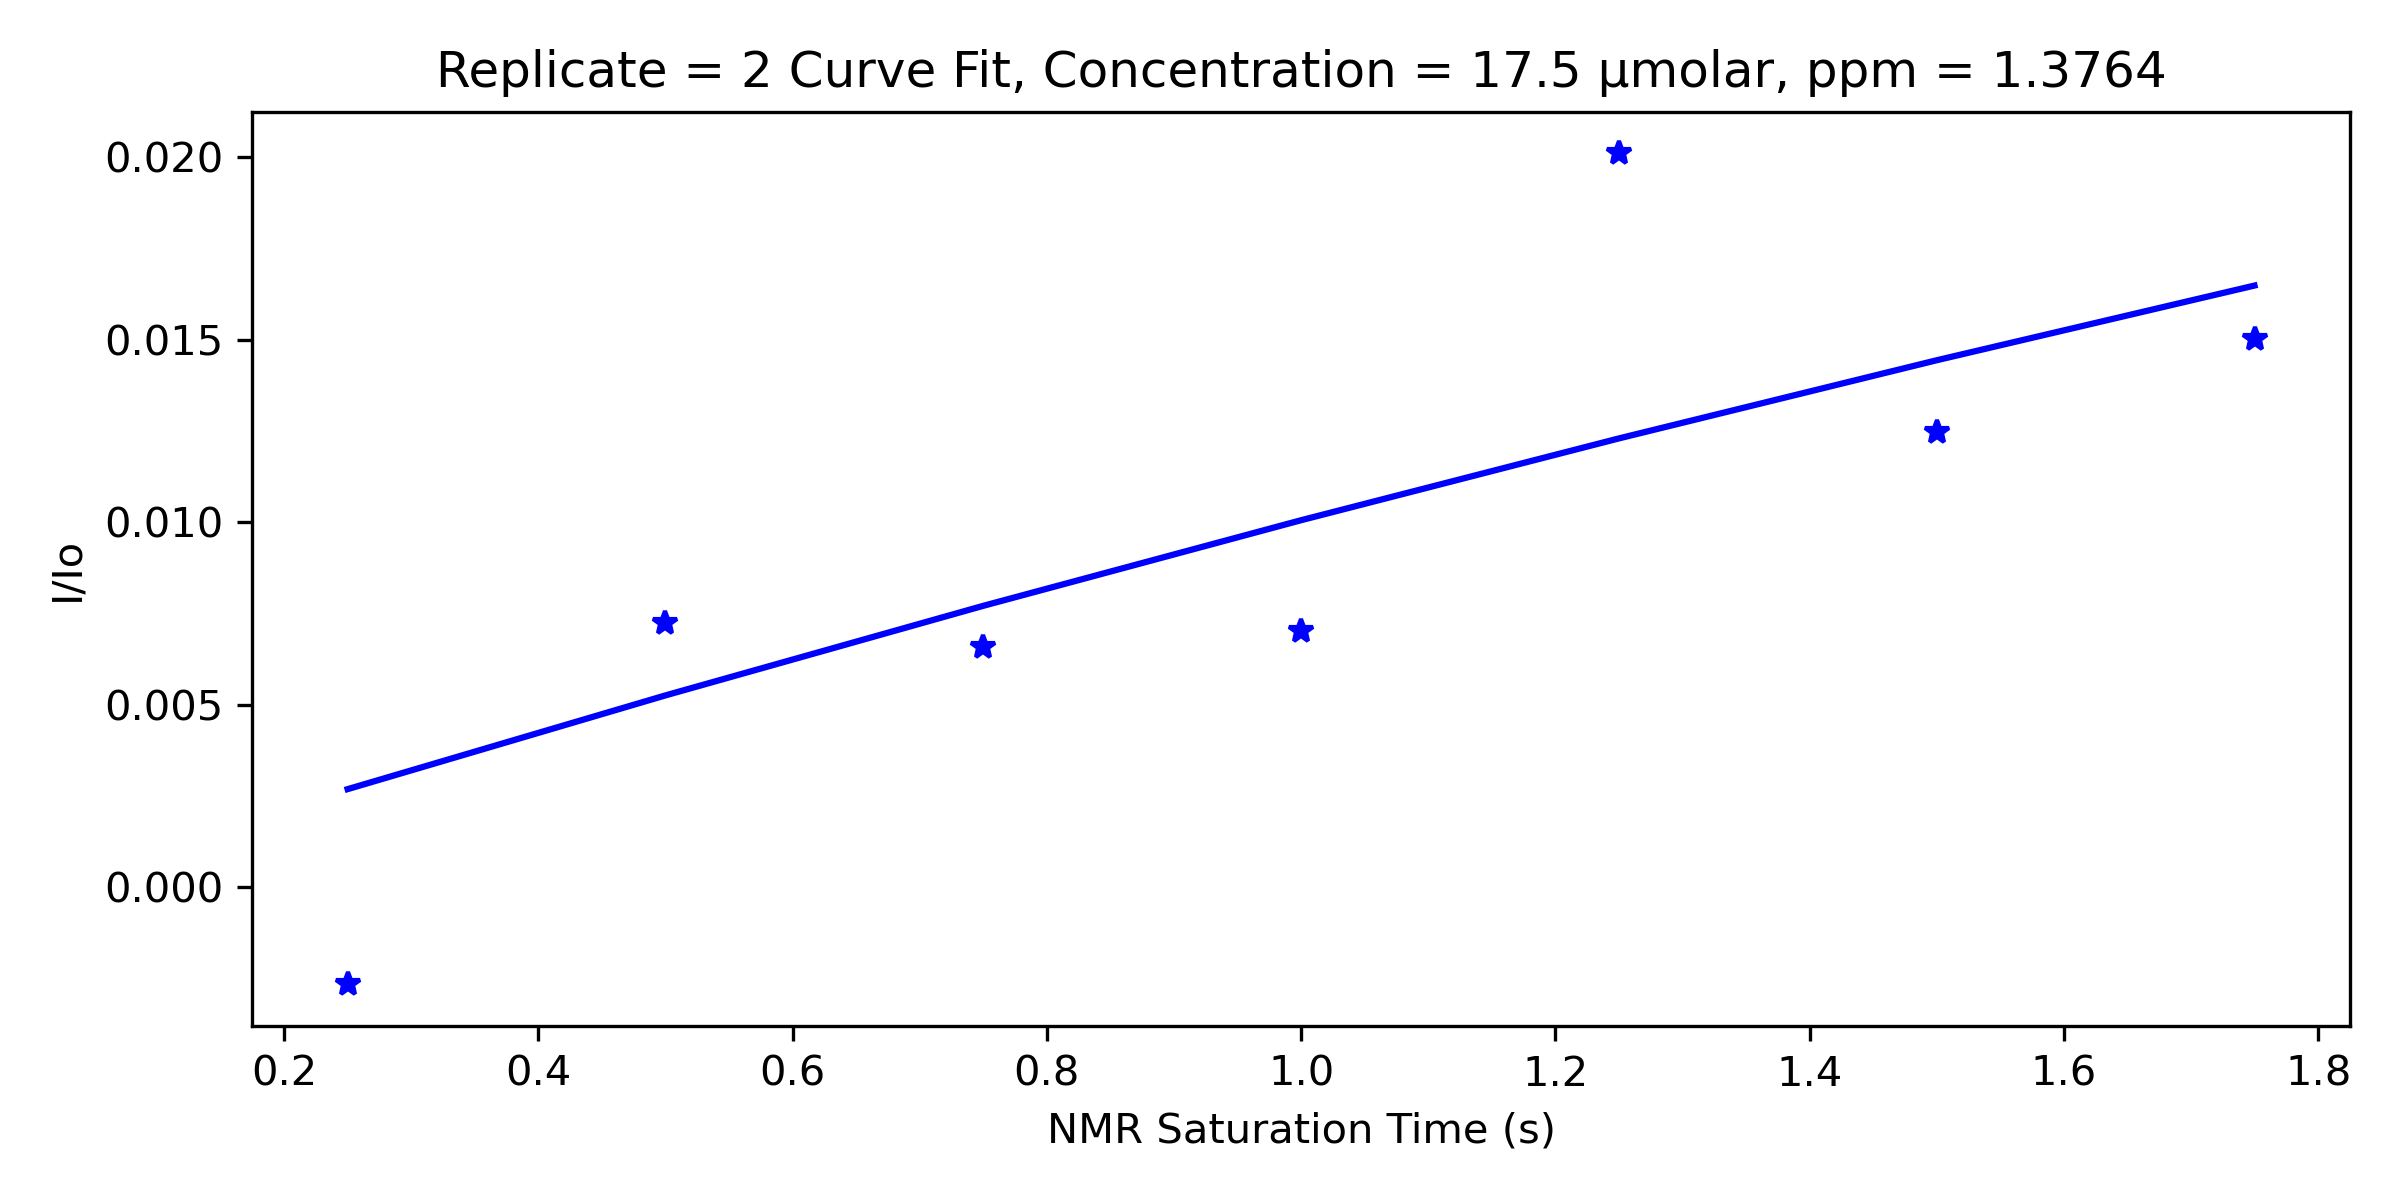 Replicate = 2 Curve Fit, Concentration = 17.5 µmolar, ppm = 1.3764
0.020
0.015
0.010
0.005
0.000
I/Io
0.2 0.4 0.6 0.8 1.0 1.2 1.4 1.6 1.8
NMR Saturation Time (s)